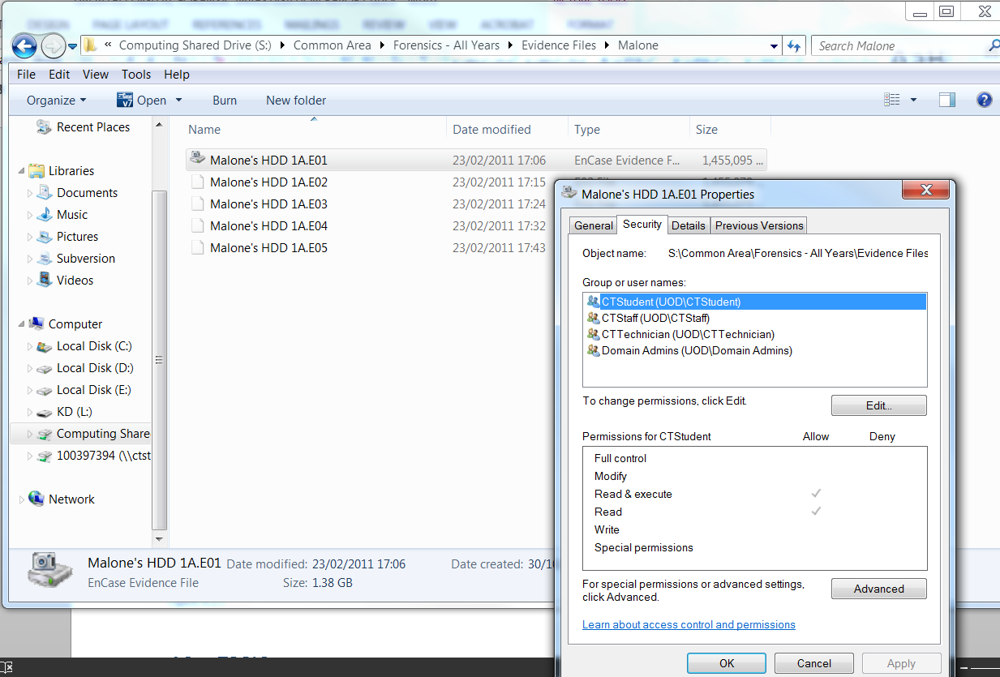 DESIGN PAGE LAYOUT REFERENCES MAILINGS REVIEW VIEW ACROBAT FORMAT
« Computing Shared Drive (S:) Common Area Forensics - All Years Evidence Files Malone Search Malone
File Edit View Tools Help
Organize Open Burn New folder
Name Date modified Type Size
Recent Places
Libraries
Documents
Music
Pictures
Subversion
Videos
Computer
Local Disk (C:)
Local Disk (D:)
Local Disk (E:)
KD (L:)
Computing Share
100397394 (\\ctst
Network
Malone's HDD 1A.E01 23/02/2011 17:06 EnCase Evidence F... 1,455,095 ...
Malone's HDD 1A.E02 23/02/2011 17:15
Malone's HDD 1A.E03 23/02/2011 17:24
Malone's HDD 1A.E04 23/02/2011 17:32
Malone's HDD 1A.E05 23/02/2011 17:43
Malone's HDD 1A.E01 Date modified: 23/02/2011 17:06 Date created: 30/1
EnCase Evidence File Size: 1.38 GB
Malone's HDD 1A.E01 Properties
General Security Details Previous Versions
Object name: S:\Common Area\Forensics - All Years\Evidence Files
Group or user names:
CTStudent (UOD\CTStudent)
CTStaff (UOD\CTStaff)
CTTechnician (UOD\CTTechnician)
Domain Admins (UOD\Domain Admins)
To change permissions, click Edit. Edit...
Permissions for CTStudent Allow Deny
Full control
Modify
Read & execute
Read
Write
Special permissions
For special permissions or advanced settings,
click Advanced. Advanced
Learn about access control and permissions
OK Cancel Apply